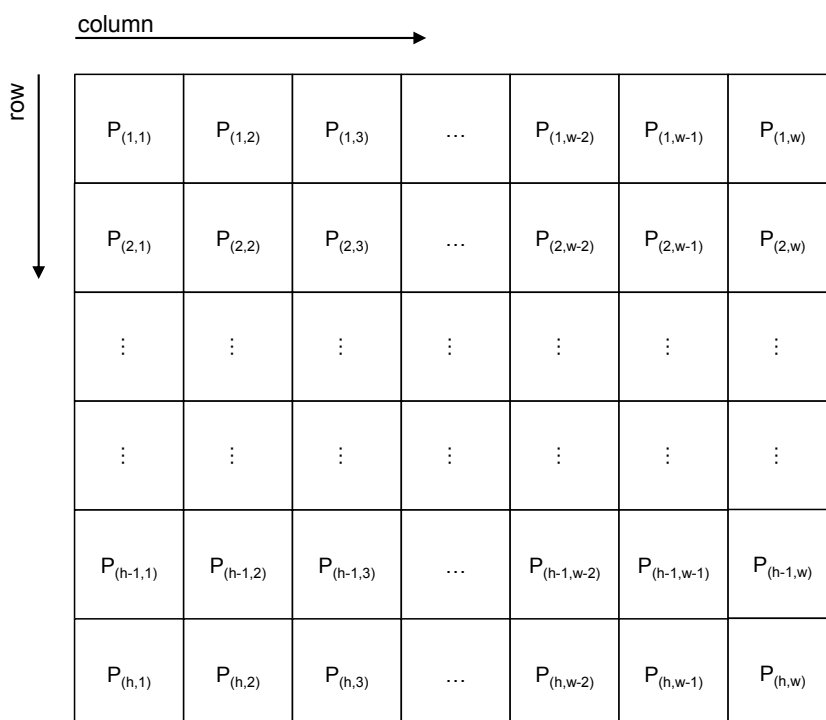 column
row
P(1,1) P(1,2) P(1,3) … P(1,w-2) P(1,w-1) P(1,w)
P(2,1) P(2,2) P(2,3) … P(2,w-2) P(2,w-1) P(2,w)
⋮ ⋮ ⋮ ⋮ ⋮ ⋮ ⋮
⋮ ⋮ ⋮ ⋮ ⋮ ⋮ ⋮
P(h-1,1) P(h-1,2) P(h-1,3) … P(h-1,w-2) P(h-1,w-1) P(h-1,w)
P(h,1) P(h,2) P(h,3) … P(h,w-2) P(h,w-1) P(h,w)